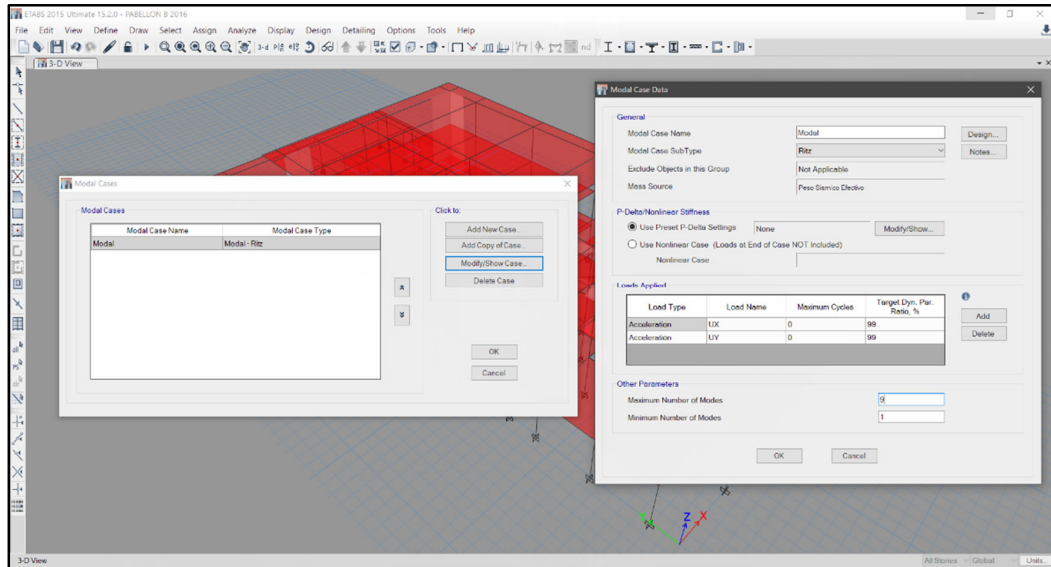 ETABS 2015 Ultimate 15.2.0 - PABELLON B 2016
File Edit View Define Draw Select Assign Analyze Display Design Detailing Options Tools Help
3-d
nd
3-D View
Modal Cases
Modal Cases
Modal Case Name Modal Case Type
Modal Modal - Ritz
Click to:
Add New Case...
Add Copy of Case...
Modify/Show Case...
Delete Case
OK
Cancel
Modal Case Data
General
Modal Case Name Modal Design...
Modal Case SubType Ritz Notes...
Exclude Objects in this Group Not Applicable
Mass Source Peso Sismico Efectivo
P-Delta/Nonlinear Stiffness
Use Preset P-Delta Settings None Modify/Show...
Use Nonlinear Case (Loads at End of Case NOT Included)
Nonlinear Case
Loads Applied
Load Type Load Name Maximum Cycles Target Dyn. Par. Ratio, %
Acceleration UX 0 99
Acceleration UY 0 99
Add
Delete
Other Parameters
Maximum Number of Modes 9
Minimum Number of Modes 1
OK Cancel
Z X
3-D View All Stories Global Units...